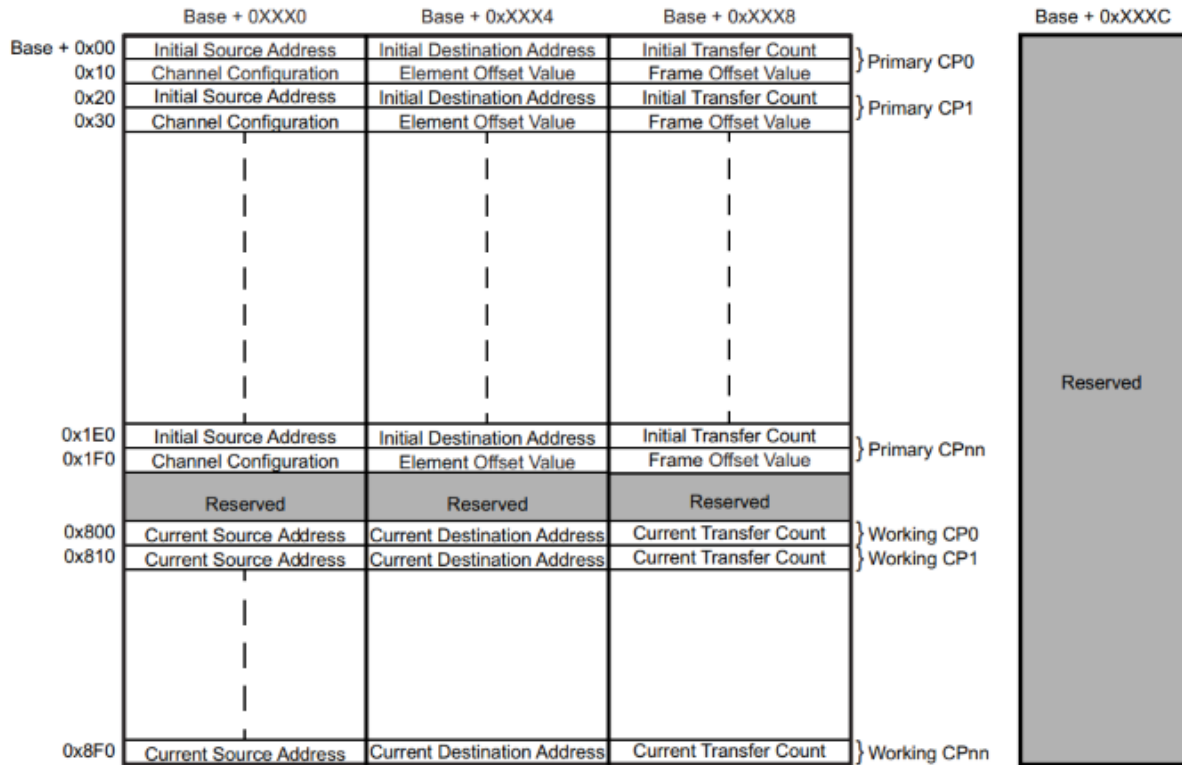 Base + 0XXX0 Base + 0xXXX4 Base + 0xXXX8 Base + 0xXXXC
Base + 0x00 Initial Source Address Initial Destination Address Initial Transfer Count } Primary CP0
0x10 Channel Configuration Element Offset Value Frame Offset Value
0x20 Initial Source Address Initial Destination Address Initial Transfer Count } Primary CP1
0x30 Channel Configuration Element Offset Value Frame Offset Value
Reserved
0x1E0 Initial Source Address Initial Destination Address Initial Transfer Count } Primary CPnn
0x1F0 Channel Configuration Element Offset Value Frame Offset Value
Reserved Reserved Reserved
0x800 Current Source Address Current Destination Address Current Transfer Count } Working CP0
0x810 Current Source Address Current Destination Address Current Transfer Count } Working CP1
0x8F0 Current Source Address Current Destination Address Current Transfer Count } Working CPnn